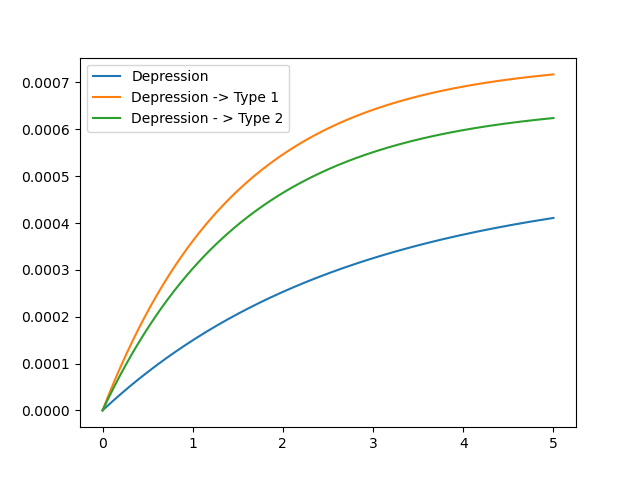 Depression
Depression -> Type 1
Depression - > Type 2
0.0007
0.0006
0.0005
0.0004
0.0003
0.0002
0.0001
0.0000
0 1 2 3 4 5